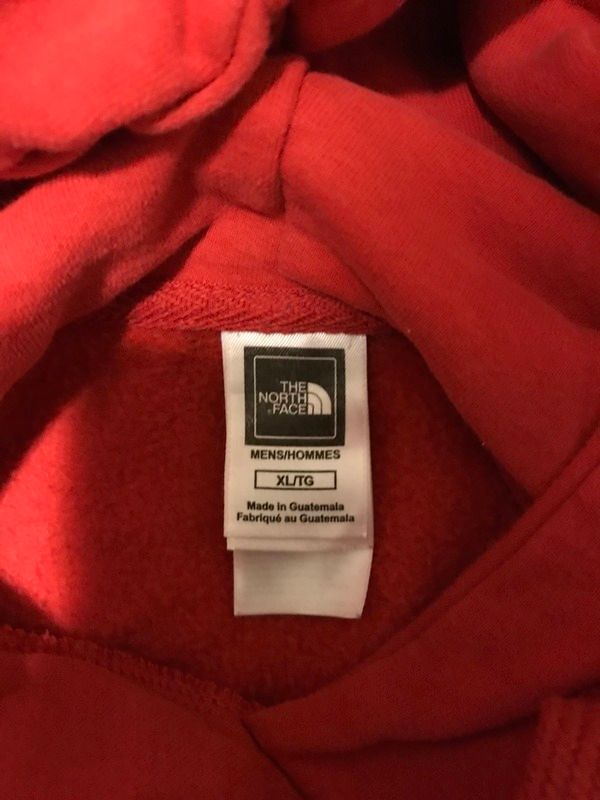 THE
NORTH
FACE
MENS/HOMMES
XL/TG
Made in Guatemala
Fabriqué au Guatemala